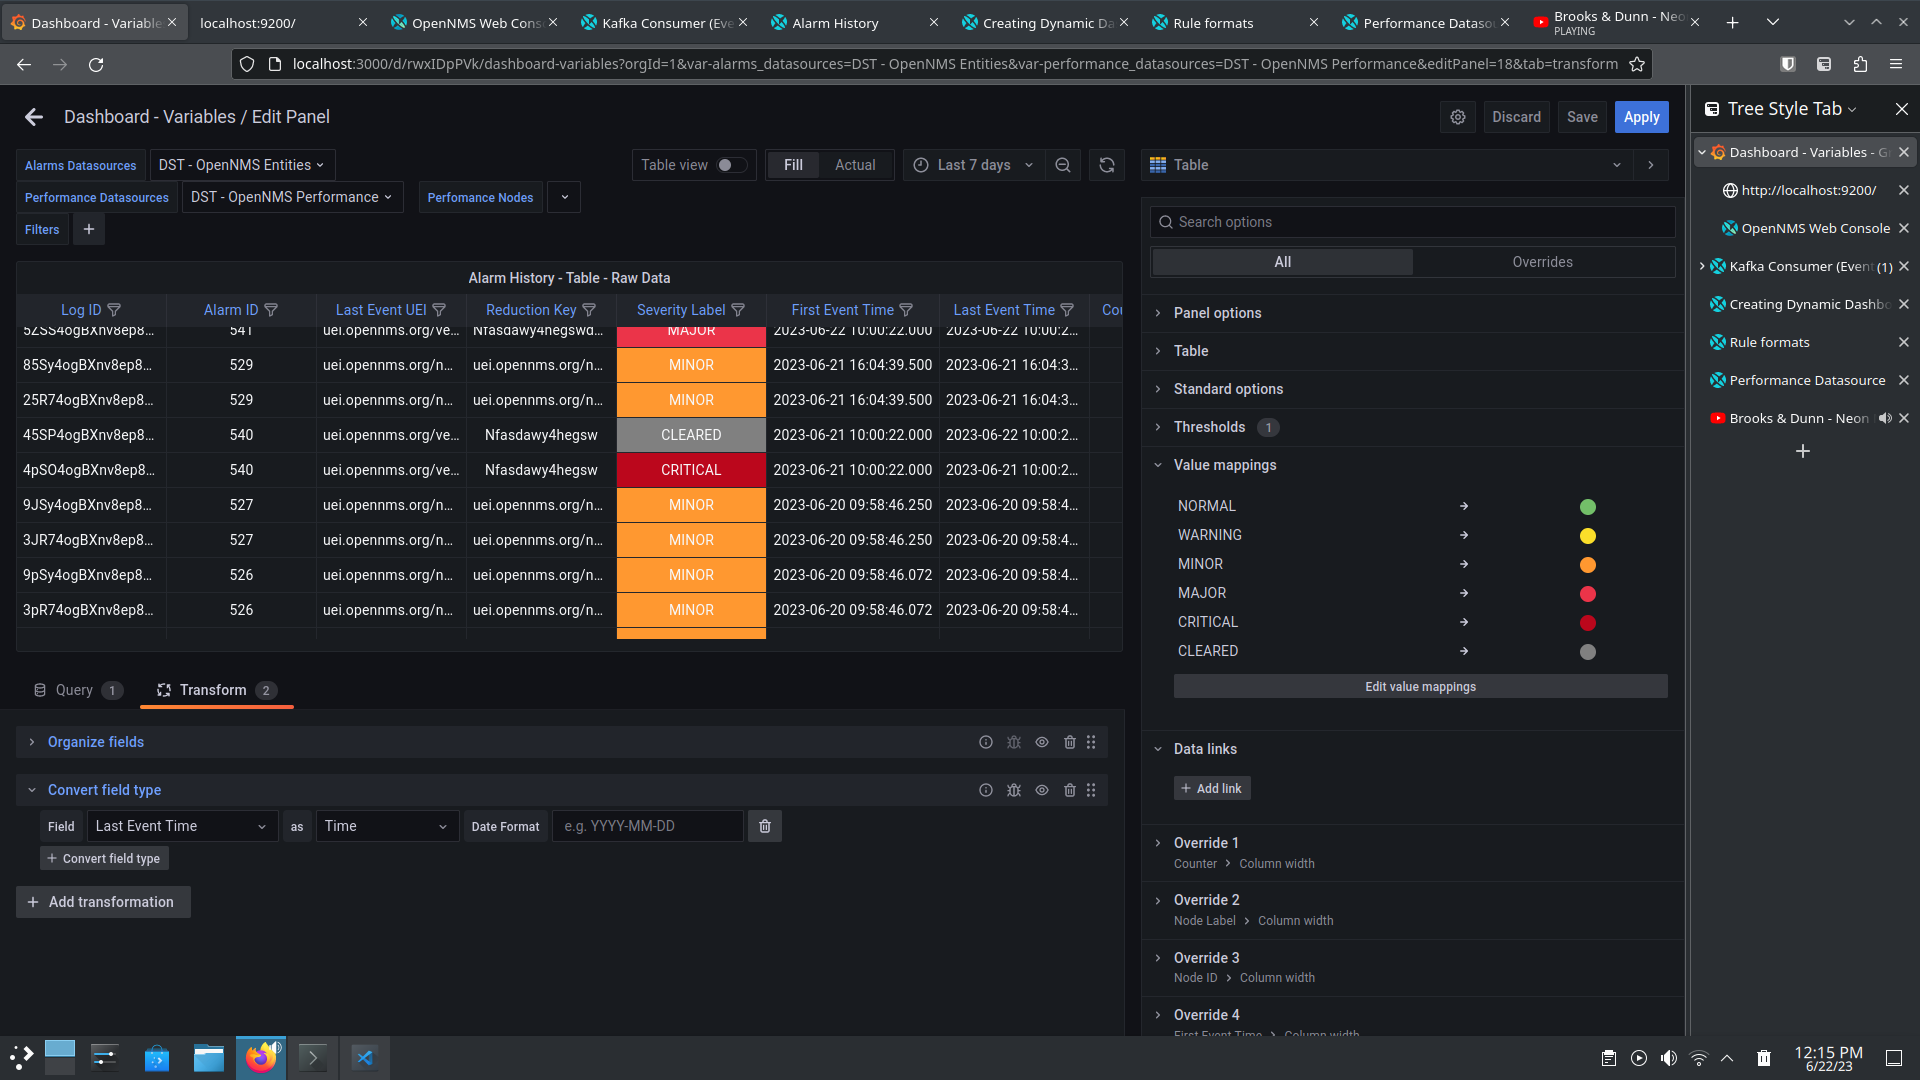 Dashboard - Variable
localhost:9200/
OpenNMS Web Cons
Kafka Consumer (Eve
Alarm History
Creating Dynamic Da
Rule formats
Performance Dataso
Brooks & Dunn - Neo
PLAYING
localhost:3000/d/rwxIDpPVk/dashboard-variables?orgId=1&var-alarms_datasources=DST - OpenNMS Entities&var-performance_datasources=DST - OpenNMS Performance&editPanel=18&tab=transform
Dashboard - Variables / Edit Panel
Discard
Save
Apply
Alarms Datasources
DST - OpenNMS Entities
Table view
Fill
Actual
Last 7 days
Performance Datasources
DST - OpenNMS Performance
Perfomance Nodes
Filters
+
Alarm History - Table - Raw Data
Log ID Alarm ID Last Event UEI Reduction Key Severity Label First Event Time Last Event Time Cou
5ZSS4ogBXnv8ep8... 541 uei.opennms.org/ve... Nfasdawy4hegswd... MAJOR 2023-06-22 10:00:22.000 2023-06-22 10:00:2...
85Sy4ogBXnv8ep8... 529 uei.opennms.org/n... uei.opennms.org/n... MINOR 2023-06-21 16:04:39.500 2023-06-21 16:04:3...
25R74ogBXnv8ep8... 529 uei.opennms.org/n... uei.opennms.org/n... MINOR 2023-06-21 16:04:39.500 2023-06-21 16:04:3...
45SP4ogBXnv8ep8... 540 uei.opennms.org/ve... Nfasdawy4hegsw CLEARED 2023-06-21 10:00:22.000 2023-06-22 10:00:2...
4pSO4ogBXnv8ep8... 540 uei.opennms.org/ve... Nfasdawy4hegsw CRITICAL 2023-06-21 10:00:22.000 2023-06-21 10:00:2...
9JSy4ogBXnv8ep8... 527 uei.opennms.org/n... uei.opennms.org/n... MINOR 2023-06-20 09:58:46.250 2023-06-20 09:58:4...
3JR74ogBXnv8ep8... 527 uei.opennms.org/n... uei.opennms.org/n... MINOR 2023-06-20 09:58:46.250 2023-06-20 09:58:4...
9pSy4ogBXnv8ep8... 526 uei.opennms.org/n... uei.opennms.org/n... MINOR 2023-06-20 09:58:46.072 2023-06-20 09:58:4...
3pR74ogBXnv8ep8... 526 uei.opennms.org/n... uei.opennms.org/n... MINOR 2023-06-20 09:58:46.072 2023-06-20 09:58:4...
Query 1
Transform 2
Organize fields
Convert field type
Field Last Event Time as Time Date Format e.g. YYYY-MM-DD
+ Convert field type
+ Add transformation
Table
Search options
All
Overrides
Panel options
Table
Standard options
Thresholds 1
Value mappings
NORMAL
WARNING
MINOR
MAJOR
CRITICAL
CLEARED
Edit value mappings
Data links
+ Add link
Override 1
Counter > Column width
Override 2
Node Label > Column width
Override 3
Node ID > Column width
Override 4
First Event Time > Column width
Tree Style Tab
Dashboard - Variables - G
http://localhost:9200/
OpenNMS Web Console
Kafka Consumer (Event (1)
Creating Dynamic Dashbo
Rule formats
Performance Datasource
Brooks & Dunn - Neon
12:15 PM
6/22/23